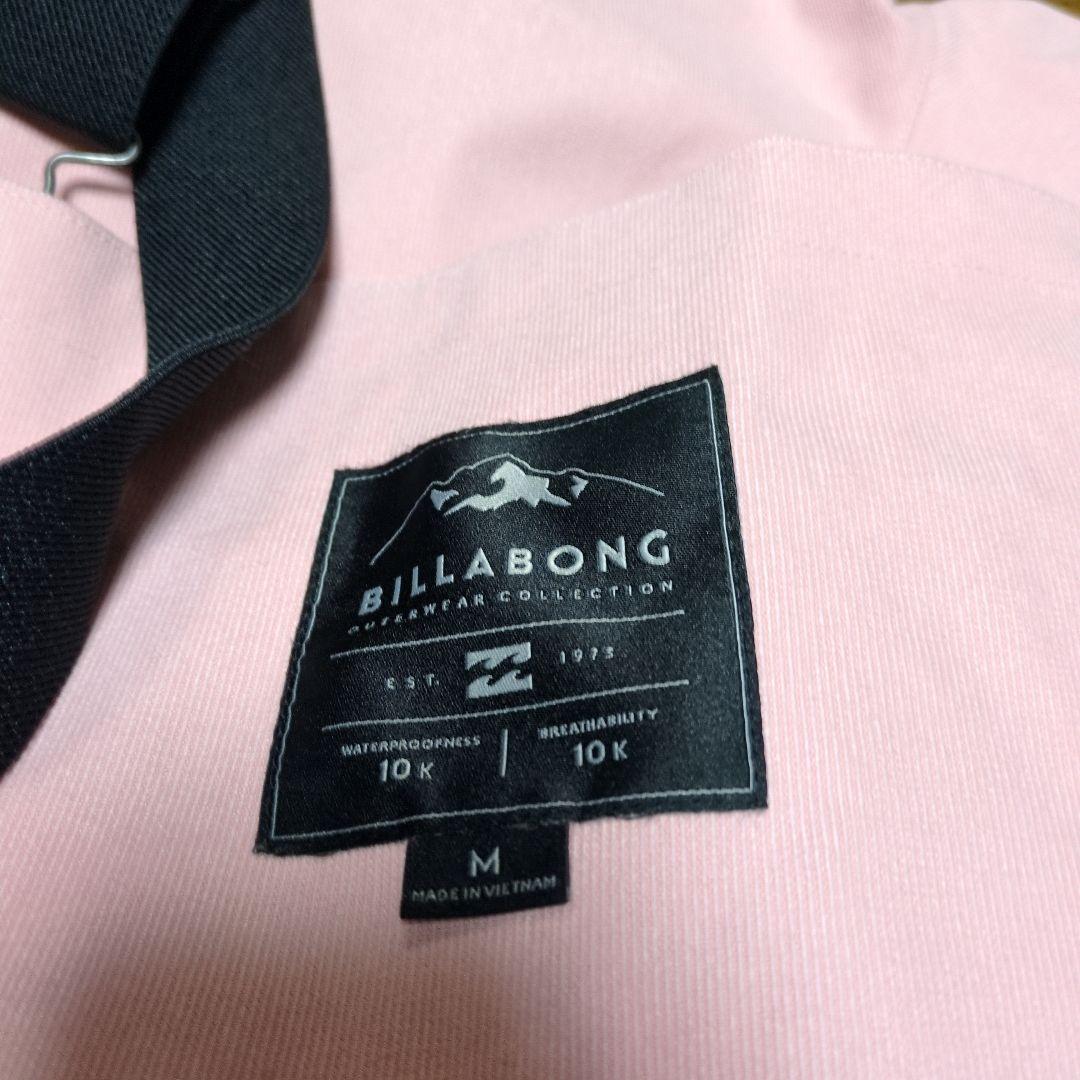 BILLABONG
OUTERWEAR COLLECTION
EST. 1973
WATERPROOFNESS BREATHABILITY
10K 10K
M
MADE IN VIETNAM